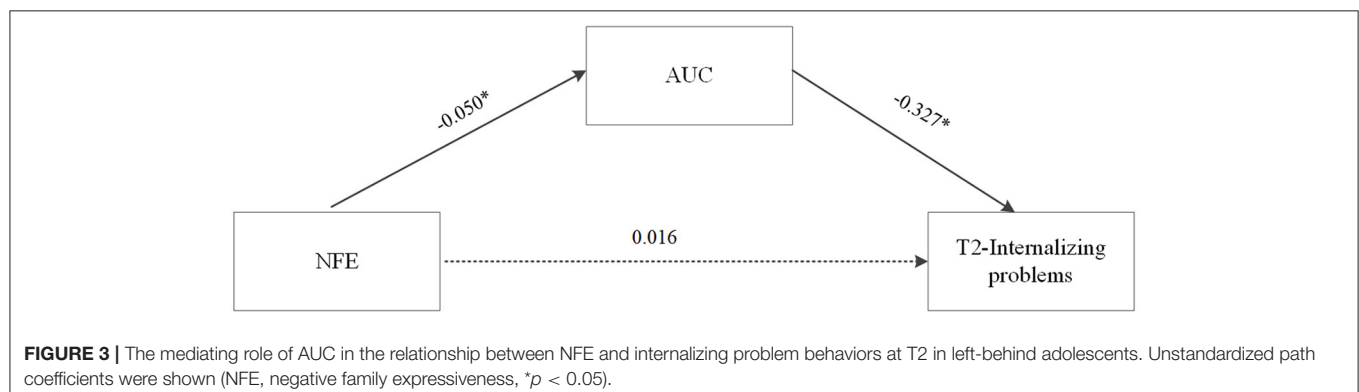 AUC
-0.050*
-0.327*
NFE
0.016
T2-Internalizing
problems
FIGURE 3 | The mediating role of AUC in the relationship between NFE and internalizing problem behaviors at T2 in left-behind adolescents. Unstandardized path
coefficients were shown (NFE, negative family expressiveness, *p < 0.05).